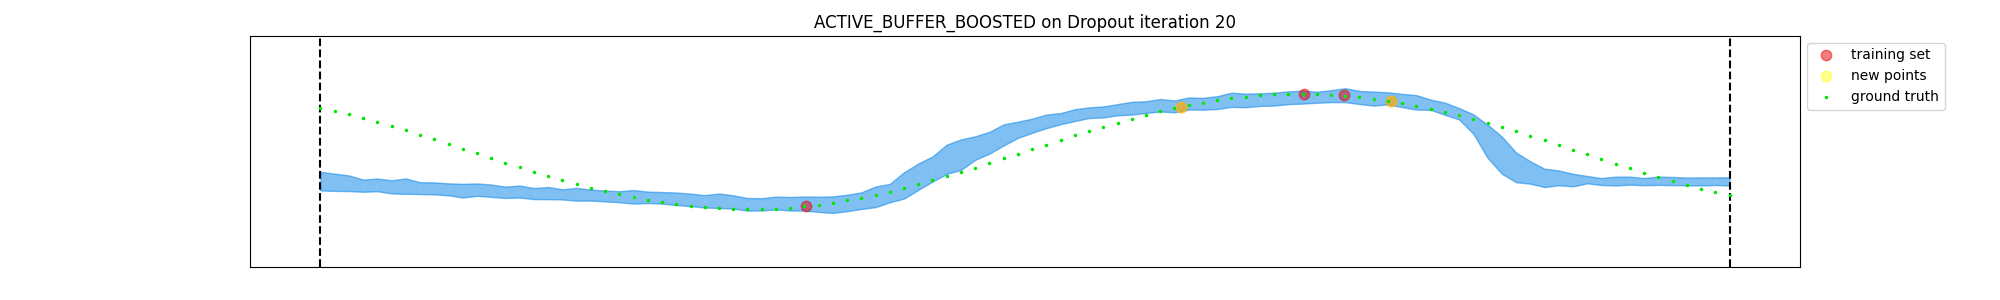 ACTIVE_BUFFER_BOOSTED on Dropout iteration 20
training set
new points
ground truth